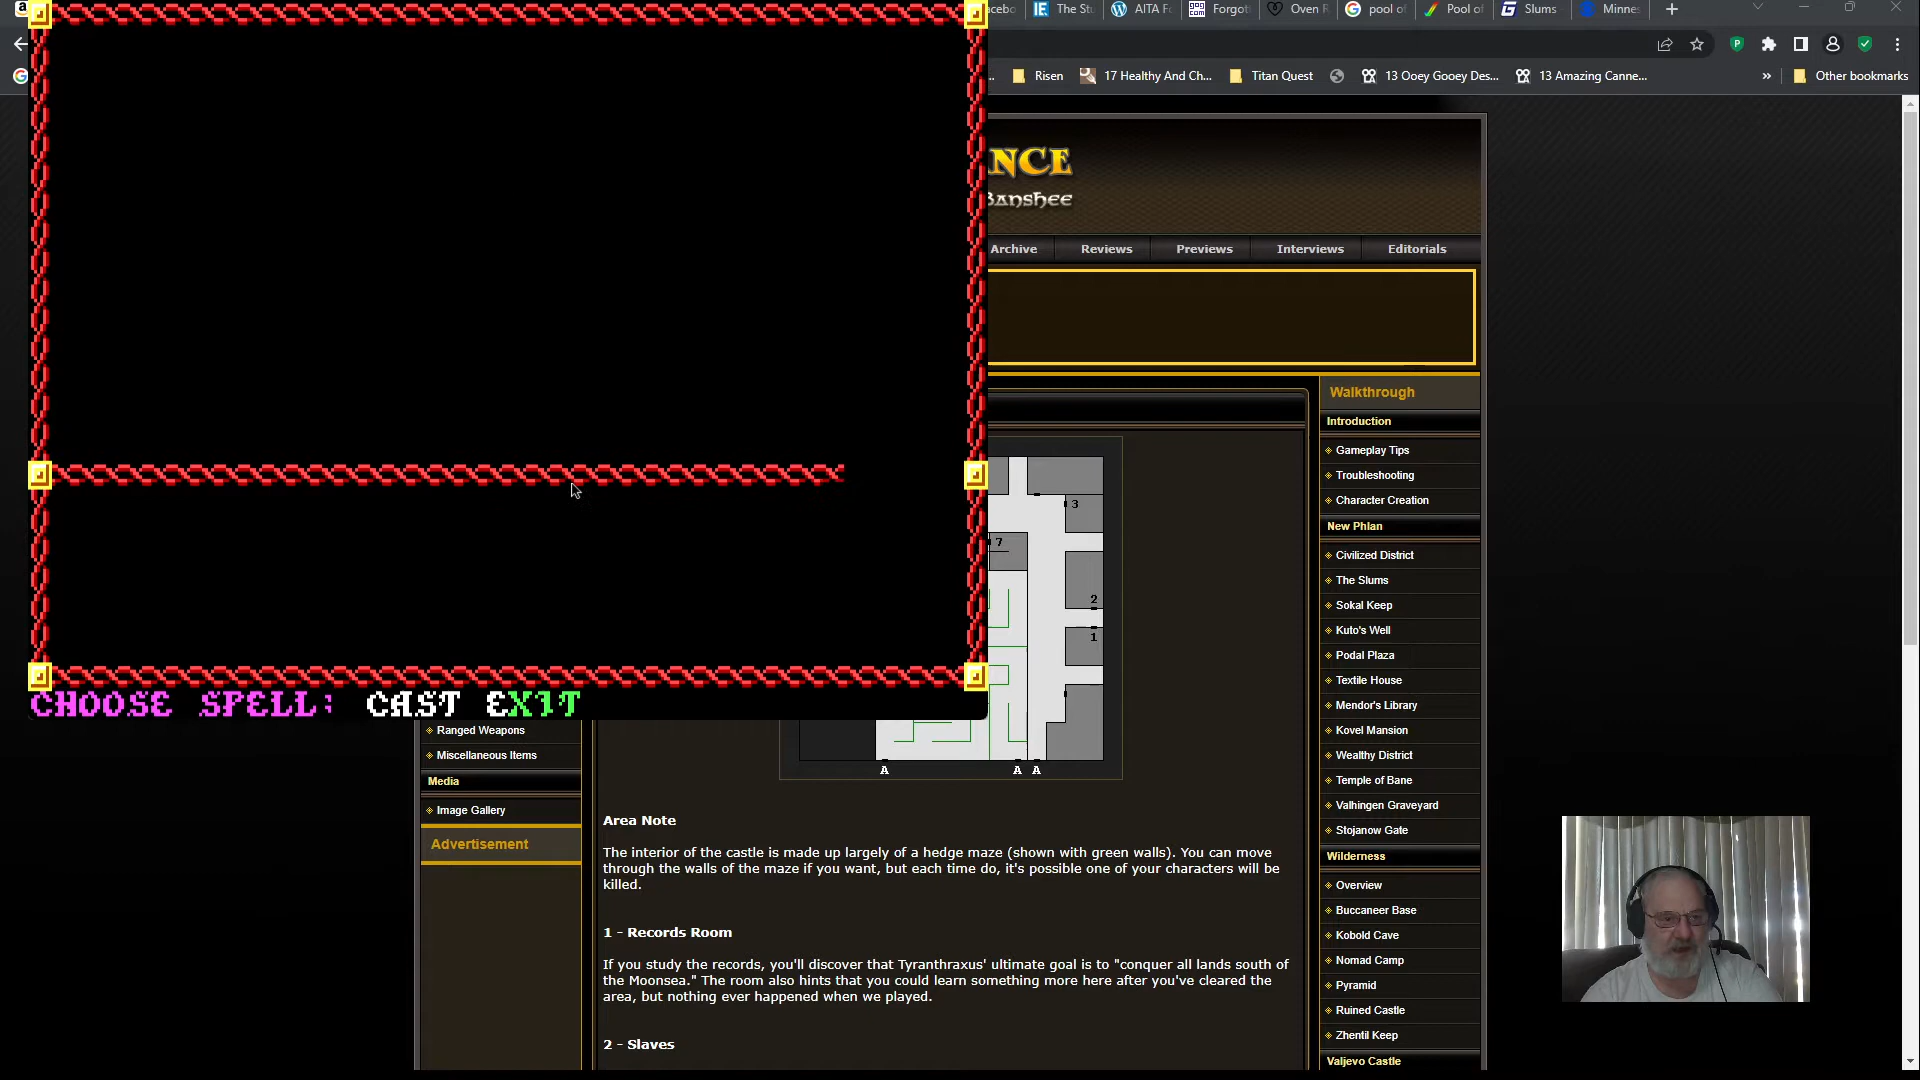 cebo
The Stu
AITA Fo
Forgot
Oven R
pool of
Pool of
Slums
Minne
Risen
17 Healthy And Ch...
Titan Quest
13 Ooey Gooey Des...
13 Amazing Canne...
»
Other bookmarks
NCE
Banshee
Archive
Reviews
Previews
Interviews
Editorials
Walkthrough
Introduction
Gameplay Tips
Troubleshooting
Character Creation
New Phlan
Civilized District
The Slums
Sokal Keep
Kuto's Well
Podal Plaza
Textile House
Mendor's Library
Kovel Mansion
Wealthy District
Temple of Bane
Valhingen Graveyard
Stojanow Gate
Wilderness
Overview
Buccaneer Base
Kobold Cave
Nomad Camp
Pyramid
Ruined Castle
Zhentil Keep
Valjevo Castle
3
7
2
1
A
A A
CHOOSE SPELL: CAST EXIT
Ranged Weapons
Miscellaneous Items
Media
Image Gallery
Advertisement
Area Note
The interior of the castle is made up largely of a hedge maze (shown with green walls). You can move
through the walls of the maze if you want, but each time do, it's possible one of your characters will be
killed.
1 - Records Room
If you study the records, you'll discover that Tyranthraxus' ultimate goal is to "conquer all lands south of
the Moonsea." The room also hints that you could learn something more here after you've cleared the
area, but nothing ever happened when we played.
2 - Slaves